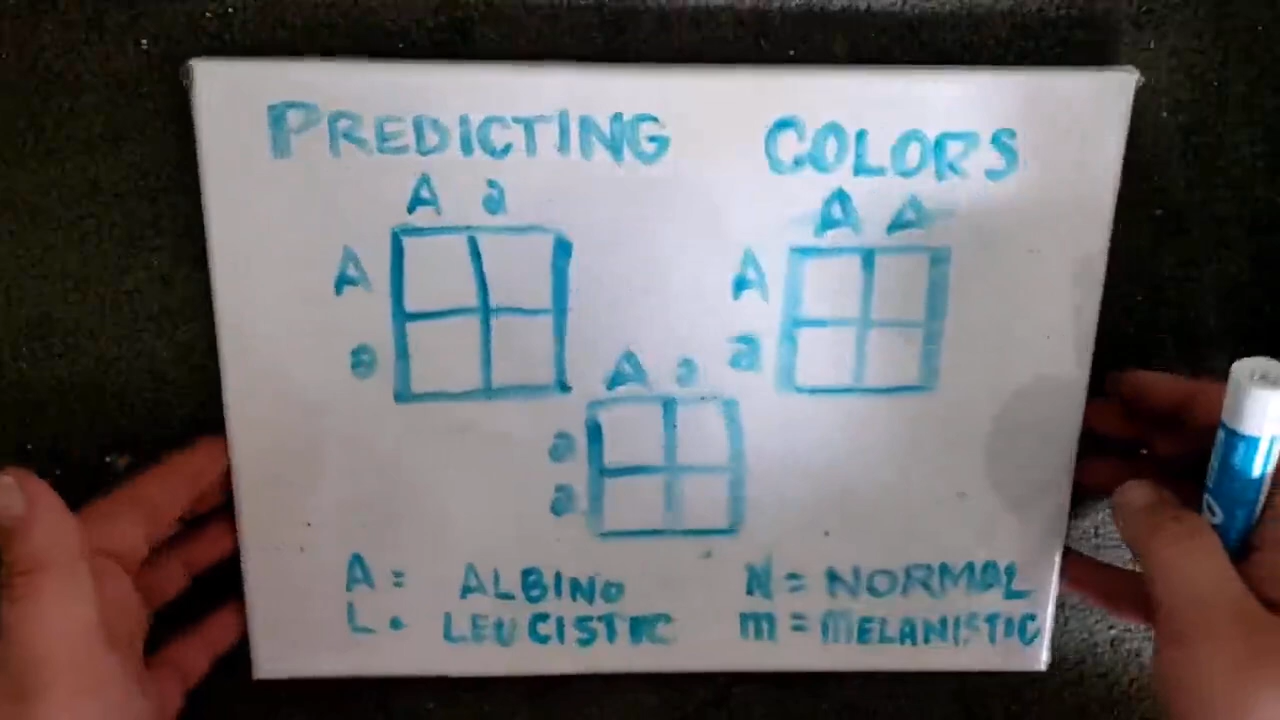 PREDICTING COLORS
A a
A A
A
a
A
a
A a
a
a
A = ALBINO N = NORMAL
L = LEUCISTIC m = MELANISTIC